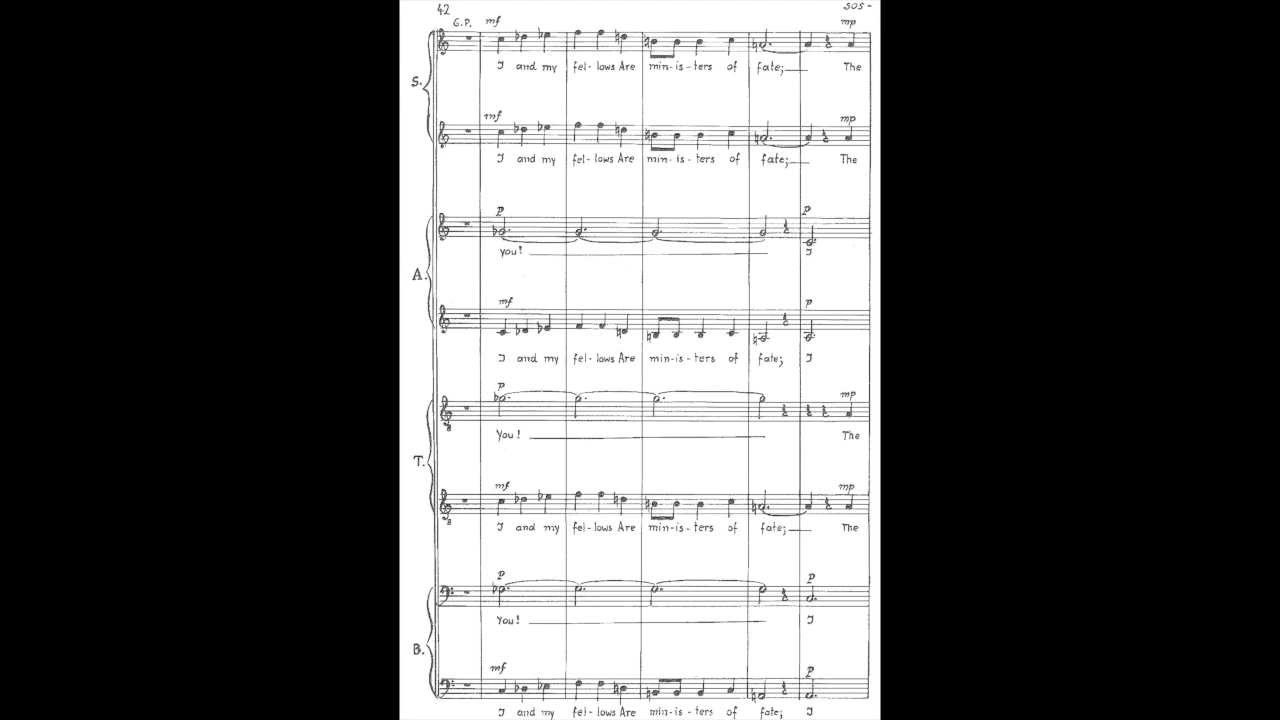 42
sos-
G.P. mf mp
S.
I and my fel-lows Are min-is-ters of fate; The
mf mp
I and my fel-lows Are min-is-ters of fate; The
p p
you! I
A.
mf p
I and my fel-lows Are min-is-ters of fate; I
p mp
You! The
T.
mf mp
I and my fel-lows Are min-is-ters of fate; The
p p
You! I
B.
mf p
I and my fel-lows Are min-is-ters of fate; I